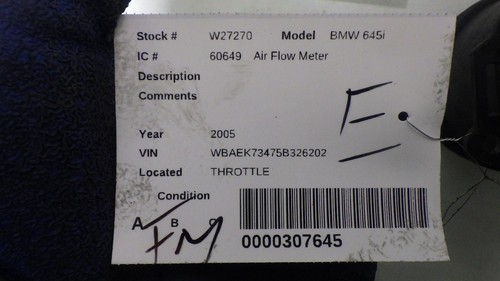 Stock # W27270 Model BMW 645i
IC # 60649 Air Flow Meter
Description
Comments
E
Year 2005
VIN WBAEK73475B326202
Located THROTTLE
Condition
A B C
0000307645